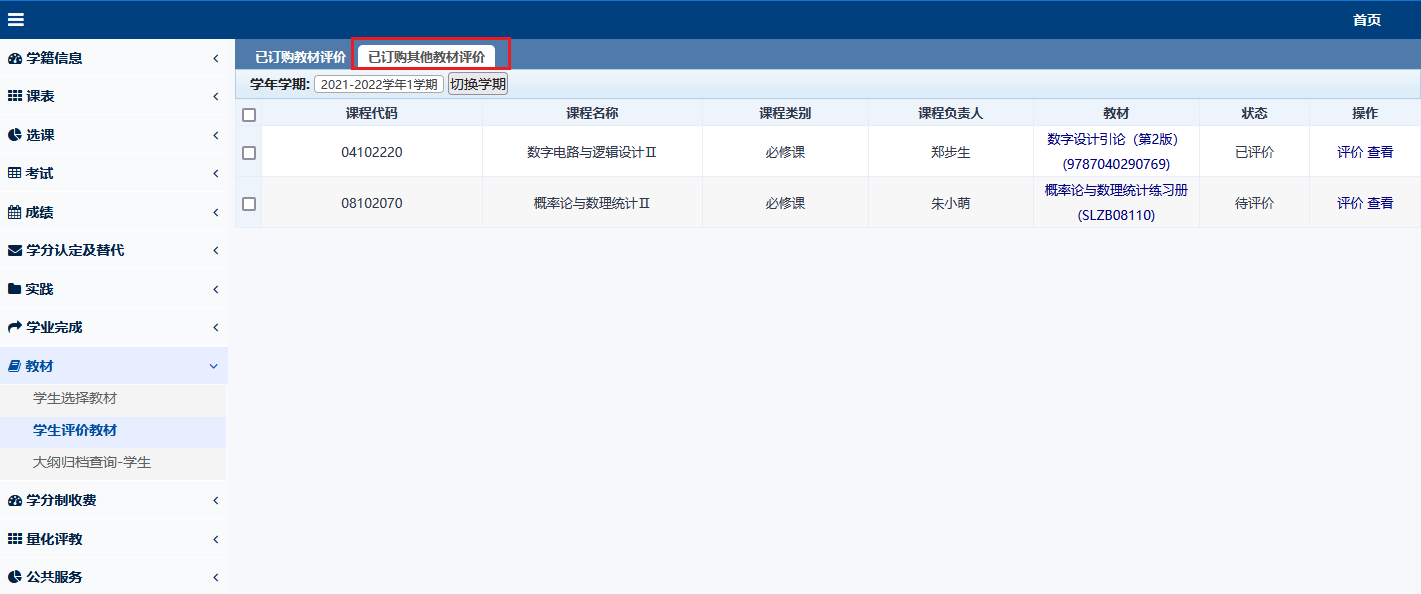 首页
学籍信息
课表
选课
考试
成绩
学分认定及替代
实践
学业完成
教材
学生选择教材
学生评价教材
大纲归档查询-学生
学分制收费
量化评教
公共服务
已订购教材评价 已订购其他教材评价
学年学期: 2021-2022学年1学期 切换学期
课程代码 课程名称 课程类别 课程负责人 教材 状态 操作
04102220 数字电路与逻辑设计Ⅱ 必修课 郑步生 数字设计引论（第2版） (9787040290769) 已评价 评价 查看
08102070 概率论与数理统计Ⅱ 必修课 朱小萌 概率论与数理统计练习册 (SLZB08110) 待评价 评价 查看